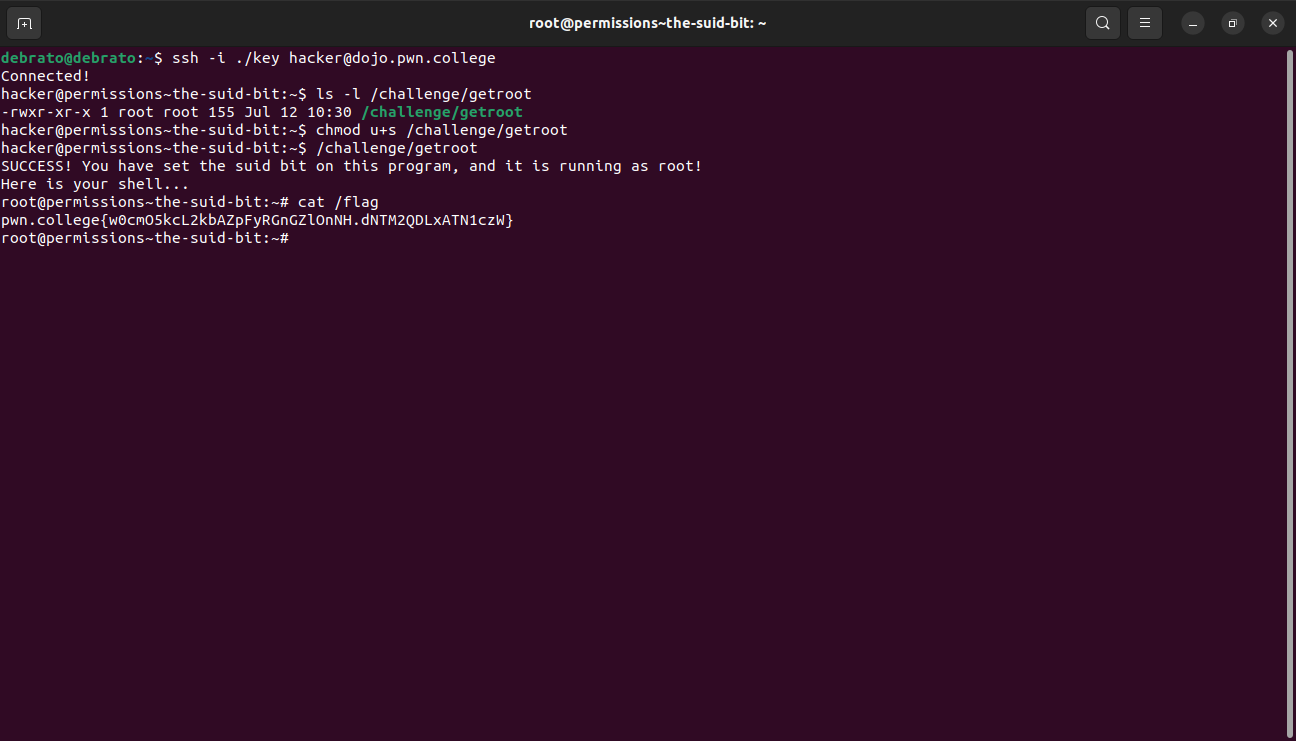 root@permissions~the-suid-bit: ~
debrato@debrato:~$ ssh -i ./key hacker@dojo.pwn.college
Connected!
hacker@permissions~the-suid-bit:~$ ls -l /challenge/getroot
-rwxr-xr-x 1 root root 155 Jul 12 10:30 /challenge/getroot
hacker@permissions~the-suid-bit:~$ chmod u+s /challenge/getroot
hacker@permissions~the-suid-bit:~$ /challenge/getroot
SUCCESS! You have set the suid bit on this program, and it is running as root!
Here is your shell...
root@permissions~the-suid-bit:~# cat /flag
pwn.college{w0cmO5kcL2kbAZpFyRGnGZlOnNH.dNTM2QDLxATN1czW}
root@permissions~the-suid-bit:~#